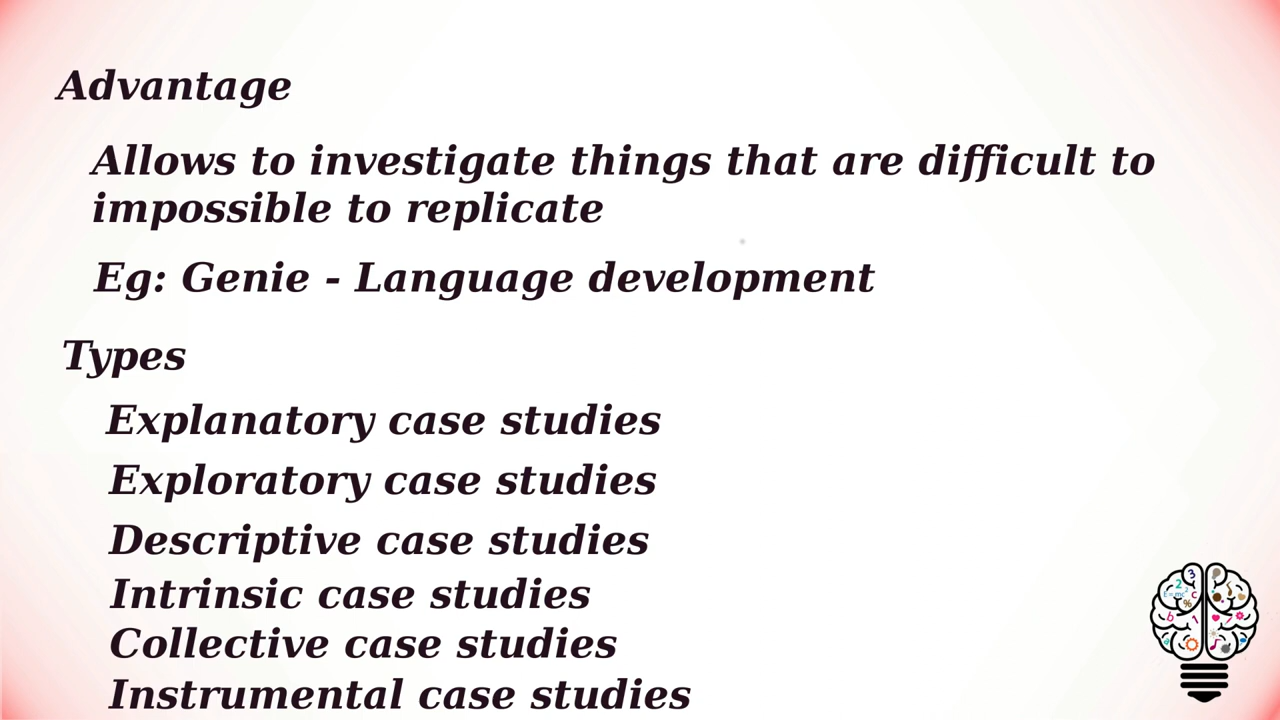 Advantage
Allows to investigate things that are difficult to
impossible to replicate
Eg: Genie - Language development
Types
Explanatory case studies
Exploratory case studies
Descriptive case studies
Intrinsic case studies
Collective case studies
Instrumental case studies